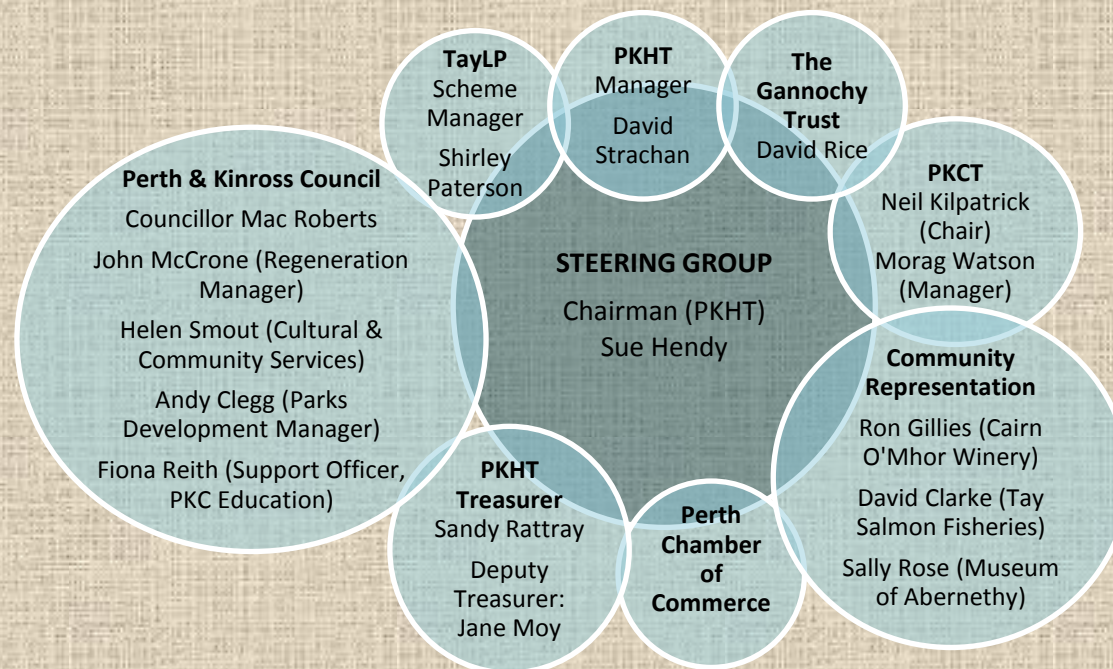 TayLP
Scheme
Manager
Shirley
Paterson
PKHT
Manager
David
Strachan
The
Gannochy
Trust
David Rice
PKCT
Neil Kilpatrick
(Chair)
Morag Watson
(Manager)
Perth & Kinross Council
Councillor Mac Roberts
John McCrone (Regeneration
Manager)
Helen Smout (Cultural &
Community Services)
Andy Clegg (Parks
Development Manager)
Fiona Reith (Support Officer,
PKC Education)
STEERING GROUP
Chairman (PKHT)
Sue Hendy
Community
Representation
Ron Gillies (Cairn
O'Mhor Winery)
David Clarke (Tay
Salmon Fisheries)
Sally Rose (Museum
of Abernethy)
PKHT
Treasurer
Sandy Rattray
Deputy
Treasurer:
Jane Moy
Perth
Chamber
of
Commerce